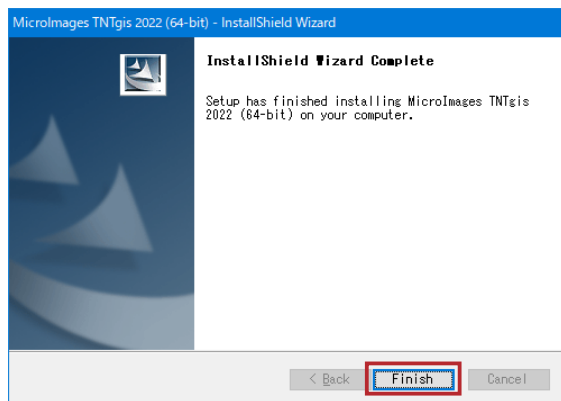 MicroImages TNTgis 2022 (64-bit) - InstallShield Wizard
InstallShield Wizard Complete
Setup has finished installing MicroImages TNTgis
2022 (64-bit) on your computer.
< Back
Finish
Cancel